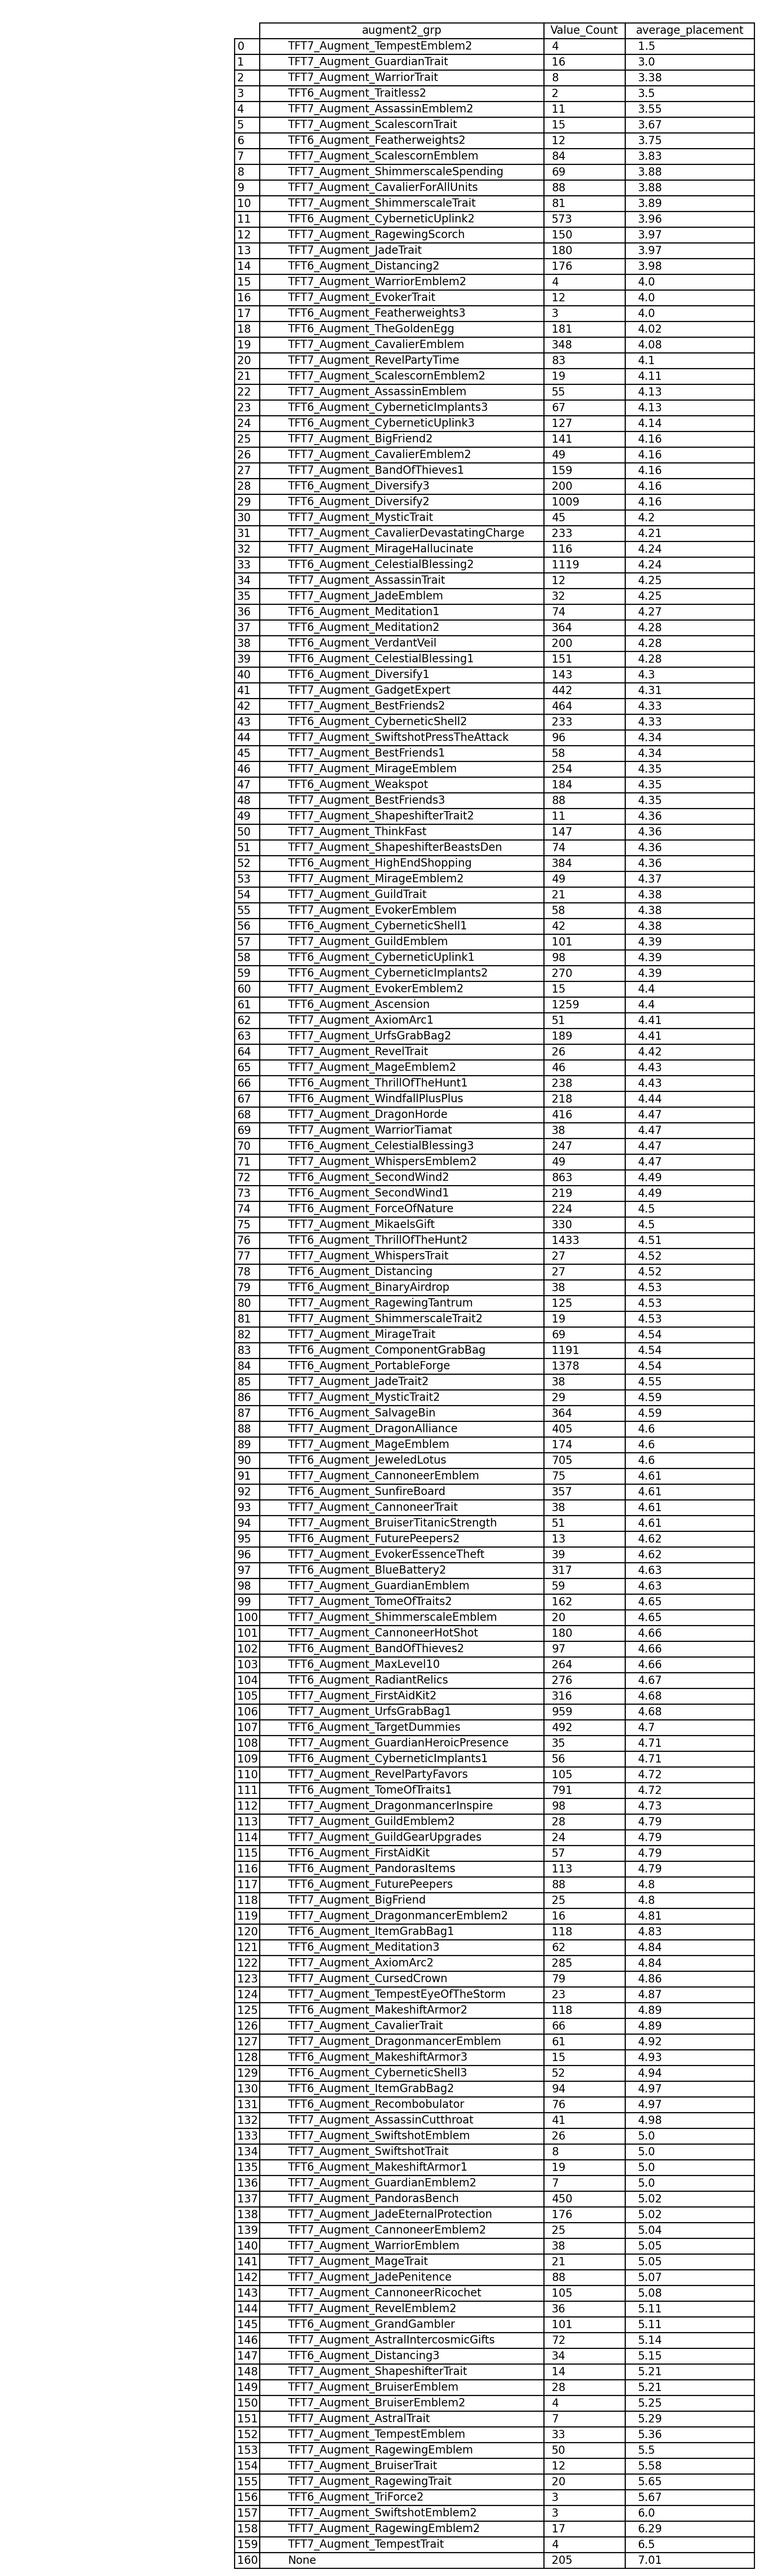 augment2_grp Value_Count average_placement
0 TFT7_Augment_TempestEmblem2 4 1.5
1 TFT7_Augment_GuardianTrait 16 3.0
2 TFT7_Augment_WarriorTrait 8 3.38
3 TFT6_Augment_Traitless2 2 3.5
4 TFT7_Augment_AssassinEmblem2 11 3.55
5 TFT7_Augment_ScalescornTrait 15 3.67
6 TFT6_Augment_Featherweights2 12 3.75
7 TFT7_Augment_ScalescornEmblem 84 3.83
8 TFT7_Augment_ShimmerscaleSpending 69 3.88
9 TFT7_Augment_CavalierForAllUnits 88 3.88
10 TFT7_Augment_ShimmerscaleTrait 81 3.89
11 TFT6_Augment_CyberneticUplink2 573 3.96
12 TFT7_Augment_RagewingScorch 150 3.97
13 TFT7_Augment_JadeTrait 180 3.97
14 TFT6_Augment_Distancing2 176 3.98
15 TFT7_Augment_WarriorEmblem2 4 4.0
16 TFT7_Augment_EvokerTrait 12 4.0
17 TFT6_Augment_Featherweights3 3 4.0
18 TFT6_Augment_TheGoldenEgg 181 4.02
19 TFT7_Augment_CavalierEmblem 348 4.08
20 TFT7_Augment_RevelPartyTime 83 4.1
21 TFT7_Augment_ScalescornEmblem2 19 4.11
22 TFT7_Augment_AssassinEmblem 55 4.13
23 TFT6_Augment_CyberneticImplants3 67 4.13
24 TFT6_Augment_CyberneticUplink3 127 4.14
25 TFT7_Augment_BigFriend2 141 4.16
26 TFT7_Augment_CavalierEmblem2 49 4.16
27 TFT7_Augment_BandOfThieves1 159 4.16
28 TFT6_Augment_Diversify3 200 4.16
29 TFT6_Augment_Diversify2 1009 4.16
30 TFT7_Augment_MysticTrait 45 4.2
31 TFT7_Augment_CavalierDevastatingCharge 233 4.21
32 TFT7_Augment_MirageHallucinate 116 4.24
33 TFT6_Augment_CelestialBlessing2 1119 4.24
34 TFT7_Augment_AssassinTrait 12 4.25
35 TFT7_Augment_JadeEmblem 32 4.25
36 TFT6_Augment_Meditation1 74 4.27
37 TFT6_Augment_Meditation2 364 4.28
38 TFT6_Augment_VerdantVeil 200 4.28
39 TFT6_Augment_CelestialBlessing1 151 4.28
40 TFT6_Augment_Diversify1 143 4.3
41 TFT7_Augment_GadgetExpert 442 4.31
42 TFT7_Augment_BestFriends2 464 4.33
43 TFT6_Augment_CyberneticShell2 233 4.33
44 TFT7_Augment_SwiftshotPressTheAttack 96 4.34
45 TFT7_Augment_BestFriends1 58 4.34
46 TFT7_Augment_MirageEmblem 254 4.35
47 TFT6_Augment_Weakspot 184 4.35
48 TFT7_Augment_BestFriends3 88 4.35
49 TFT7_Augment_ShapeshifterTrait2 11 4.36
50 TFT7_Augment_ThinkFast 147 4.36
51 TFT7_Augment_ShapeshifterBeastsDen 74 4.36
52 TFT6_Augment_HighEndShopping 384 4.36
53 TFT7_Augment_MirageEmblem2 49 4.37
54 TFT7_Augment_GuildTrait 21 4.38
55 TFT7_Augment_EvokerEmblem 58 4.38
56 TFT6_Augment_CyberneticShell1 42 4.38
57 TFT7_Augment_GuildEmblem 101 4.39
58 TFT6_Augment_CyberneticUplink1 98 4.39
59 TFT6_Augment_CyberneticImplants2 270 4.39
60 TFT7_Augment_EvokerEmblem2 15 4.4
61 TFT6_Augment_Ascension 1259 4.4
62 TFT7_Augment_AxiomArc1 51 4.41
63 TFT7_Augment_UrfsGrabBag2 189 4.41
64 TFT7_Augment_RevelTrait 26 4.42
65 TFT7_Augment_MageEmblem2 46 4.43
66 TFT6_Augment_ThrillOfTheHunt1 238 4.43
67 TFT6_Augment_WindfallPlusPlus 218 4.44
68 TFT7_Augment_DragonHorde 416 4.47
69 TFT7_Augment_WarriorTiamat 38 4.47
70 TFT6_Augment_CelestialBlessing3 247 4.47
71 TFT7_Augment_WhispersEmblem2 49 4.47
72 TFT6_Augment_SecondWind2 863 4.49
73 TFT6_Augment_SecondWind1 219 4.49
74 TFT6_Augment_ForceOfNature 224 4.5
75 TFT7_Augment_MikaelsGift 330 4.5
76 TFT6_Augment_ThrillOfTheHunt2 1433 4.51
77 TFT7_Augment_WhispersTrait 27 4.52
78 TFT6_Augment_Distancing 27 4.52
79 TFT6_Augment_BinaryAirdrop 38 4.53
80 TFT7_Augment_RagewingTantrum 125 4.53
81 TFT7_Augment_ShimmerscaleTrait2 19 4.53
82 TFT7_Augment_MirageTrait 69 4.54
83 TFT6_Augment_ComponentGrabBag 1191 4.54
84 TFT6_Augment_PortableForge 1378 4.54
85 TFT7_Augment_JadeTrait2 38 4.55
86 TFT7_Augment_MysticTrait2 29 4.59
87 TFT6_Augment_SalvageBin 364 4.59
88 TFT7_Augment_DragonAlliance 405 4.6
89 TFT7_Augment_MageEmblem 174 4.6
90 TFT6_Augment_JeweledLotus 705 4.6
91 TFT7_Augment_CannoneerEmblem 75 4.61
92 TFT6_Augment_SunfireBoard 357 4.61
93 TFT7_Augment_CannoneerTrait 38 4.61
94 TFT7_Augment_BruiserTitanicStrength 51 4.61
95 TFT6_Augment_FuturePeepers2 13 4.62
96 TFT7_Augment_EvokerEssenceTheft 39 4.62
97 TFT6_Augment_BlueBattery2 317 4.63
98 TFT7_Augment_GuardianEmblem 59 4.63
99 TFT7_Augment_TomeOfTraits2 162 4.65
100 TFT7_Augment_ShimmerscaleEmblem 20 4.65
101 TFT7_Augment_CannoneerHotShot 180 4.66
102 TFT6_Augment_BandOfThieves2 97 4.66
103 TFT6_Augment_MaxLevel10 264 4.66
104 TFT6_Augment_RadiantRelics 276 4.67
105 TFT7_Augment_FirstAidKit2 316 4.68
106 TFT7_Augment_UrfsGrabBag1 959 4.68
107 TFT6_Augment_TargetDummies 492 4.7
108 TFT7_Augment_GuardianHeroicPresence 35 4.71
109 TFT6_Augment_CyberneticImplants1 56 4.71
110 TFT7_Augment_RevelPartyFavors 105 4.72
111 TFT6_Augment_TomeOfTraits1 791 4.72
112 TFT7_Augment_DragonmancerInspire 98 4.73
113 TFT7_Augment_GuildEmblem2 28 4.79
114 TFT7_Augment_GuildGearUpgrades 24 4.79
115 TFT6_Augment_FirstAidKit 57 4.79
116 TFT6_Augment_PandorasItems 113 4.79
117 TFT6_Augment_FuturePeepers 88 4.8
118 TFT7_Augment_BigFriend 25 4.8
119 TFT7_Augment_DragonmancerEmblem2 16 4.81
120 TFT6_Augment_ItemGrabBag1 118 4.83
121 TFT6_Augment_Meditation3 62 4.84
122 TFT7_Augment_AxiomArc2 285 4.84
123 TFT7_Augment_CursedCrown 79 4.86
124 TFT7_Augment_TempestEyeOfTheStorm 23 4.87
125 TFT6_Augment_MakeshiftArmor2 118 4.89
126 TFT7_Augment_CavalierTrait 66 4.89
127 TFT7_Augment_DragonmancerEmblem 61 4.92
128 TFT6_Augment_MakeshiftArmor3 15 4.93
129 TFT6_Augment_CyberneticShell3 52 4.94
130 TFT6_Augment_ItemGrabBag2 94 4.97
131 TFT6_Augment_Recombobulator 76 4.97
132 TFT7_Augment_AssassinCutthroat 41 4.98
133 TFT7_Augment_SwiftshotEmblem 26 5.0
134 TFT7_Augment_SwiftshotTrait 8 5.0
135 TFT6_Augment_MakeshiftArmor1 19 5.0
136 TFT7_Augment_GuardianEmblem2 7 5.0
137 TFT7_Augment_PandorasBench 450 5.02
138 TFT7_Augment_JadeEternalProtection 176 5.02
139 TFT7_Augment_CannoneerEmblem2 25 5.04
140 TFT7_Augment_WarriorEmblem 38 5.05
141 TFT7_Augment_MageTrait 21 5.05
142 TFT7_Augment_JadePenitence 88 5.07
143 TFT7_Augment_CannoneerRicochet 105 5.08
144 TFT7_Augment_RevelEmblem2 36 5.11
145 TFT6_Augment_GrandGambler 101 5.11
146 TFT7_Augment_AstralIntercosmicGifts 72 5.14
147 TFT6_Augment_Distancing3 34 5.15
148 TFT7_Augment_ShapeshifterTrait 14 5.21
149 TFT7_Augment_BruiserEmblem 28 5.21
150 TFT7_Augment_BruiserEmblem2 4 5.25
151 TFT7_Augment_AstralTrait 7 5.29
152 TFT7_Augment_TempestEmblem 33 5.36
153 TFT7_Augment_RagewingEmblem 50 5.5
154 TFT7_Augment_BruiserTrait 12 5.58
155 TFT7_Augment_RagewingTrait 20 5.65
156 TFT6_Augment_TriForce2 3 5.67
157 TFT7_Augment_SwiftshotEmblem2 3 6.0
158 TFT7_Augment_RagewingEmblem2 17 6.29
159 TFT7_Augment_TempestTrait 4 6.5
160 None 205 7.01